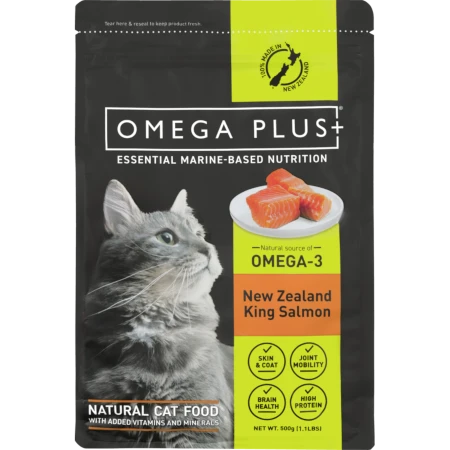 Tear here & reveal to keep product fresh.
100% MADE IN
NEW ZEALAND
OMEGA PLUS+
ESSENTIAL MARINE-BASED NUTRITION
Natural source of
OMEGA-3
New Zealand
King Salmon
SKIN
& COAT
JOINT
MOBILITY
BRAIN
HEALTH
HIGH
PROTEIN
NATURAL CAT FOOD
WITH ADDED VITAMINS AND MINERALS
NET WT. 500g (1.1LBS)